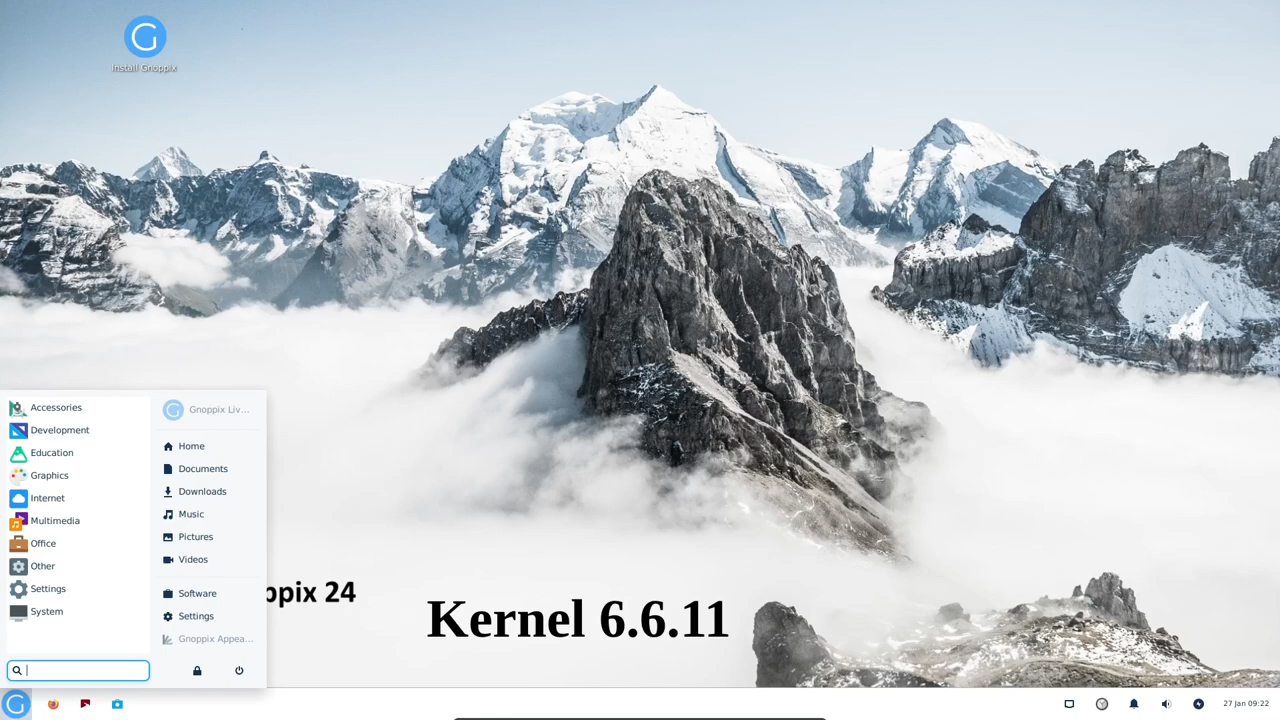 Install Gnoppix
Accessories
Development
Education
Graphics
Internet
Multimedia
Office
Other
Settings
System
Gnoppix Liv...
Home
Documents
Downloads
Music
Pictures
Videos
Software
Settings
Gnoppix Appea...
ppix 24
Kernel 6.6.11
27 Jan 09:22